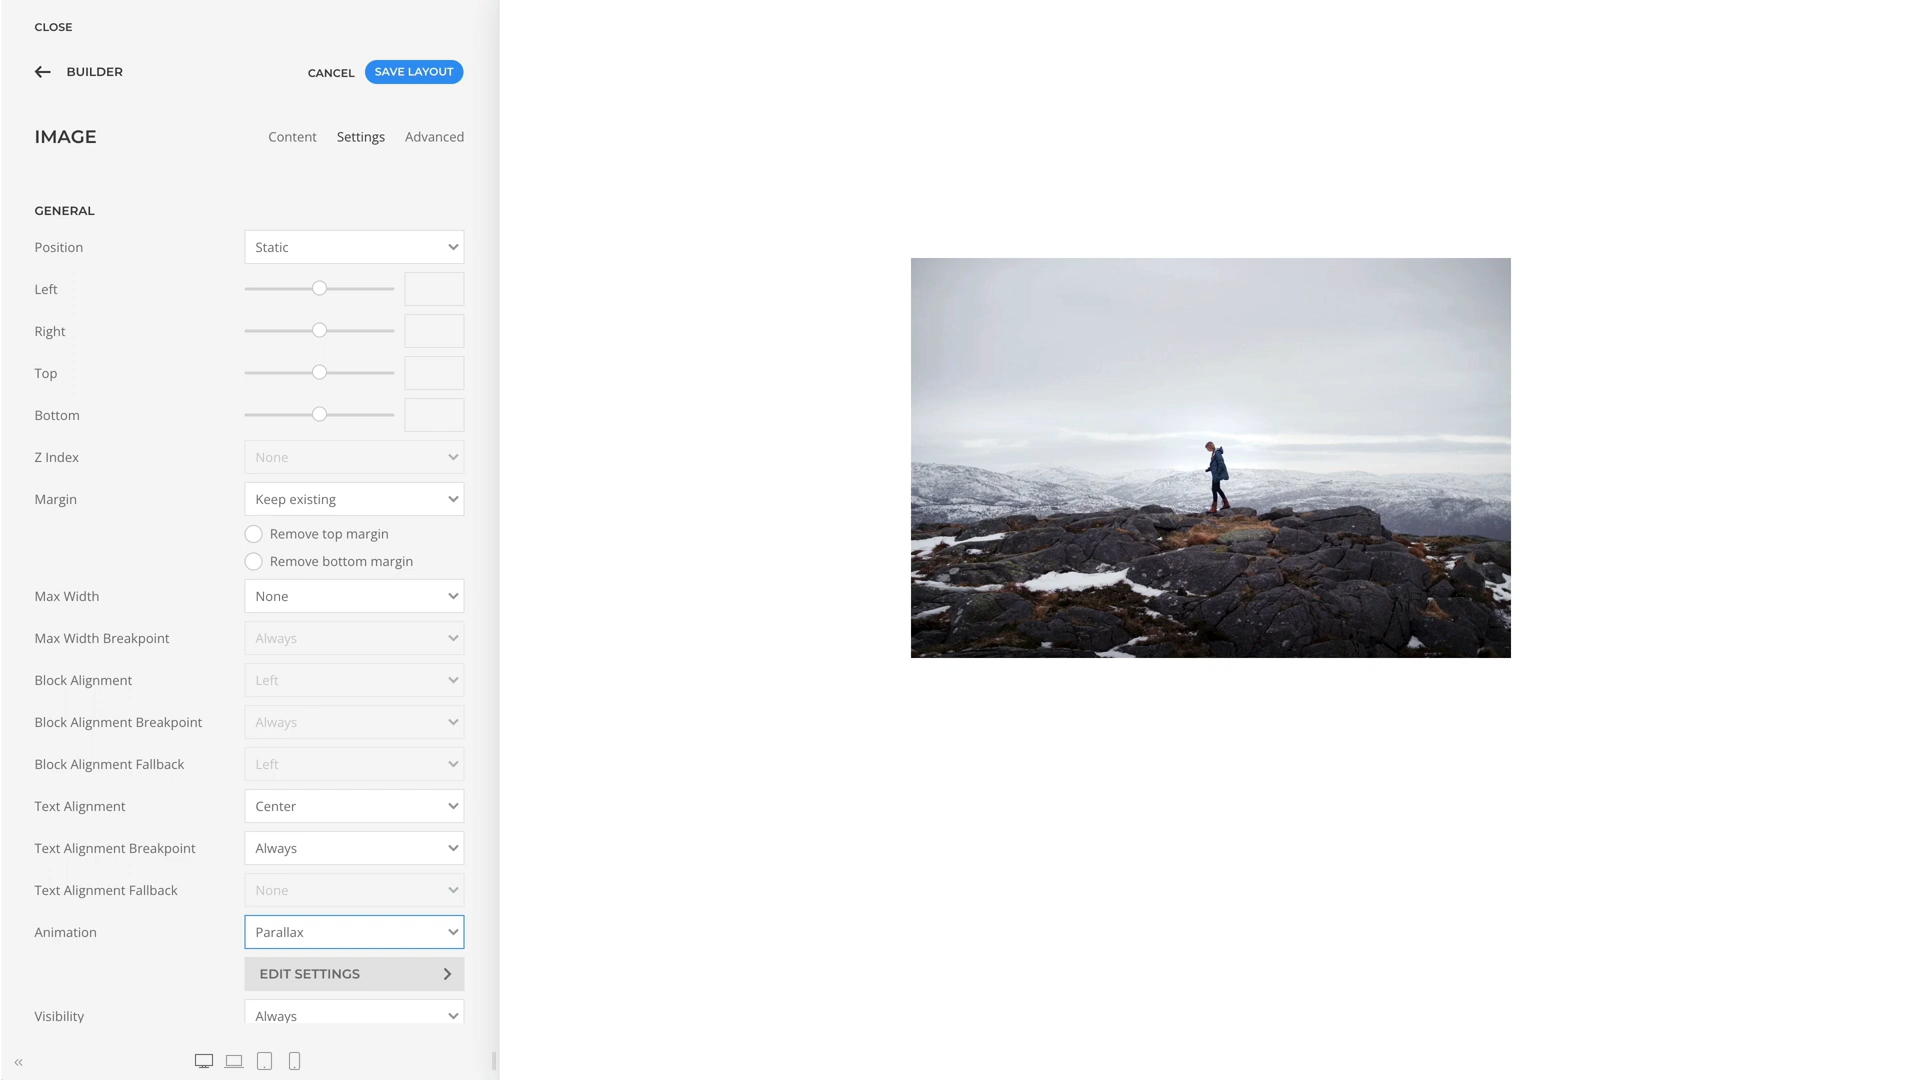 CLOSE
BUILDER
CANCEL
SAVE LAYOUT
IMAGE
Content
Settings
Advanced
GENERAL
Position
Static
Left
Right
Top
Bottom
Z Index
None
Margin
Keep existing
Remove top margin
Remove bottom margin
Max Width
None
Max Width Breakpoint
Always
Block Alignment
Left
Block Alignment Breakpoint
Always
Block Alignment Fallback
Left
Text Alignment
Center
Text Alignment Breakpoint
Always
Text Alignment Fallback
None
Animation
Parallax
EDIT SETTINGS
Visibility
Always